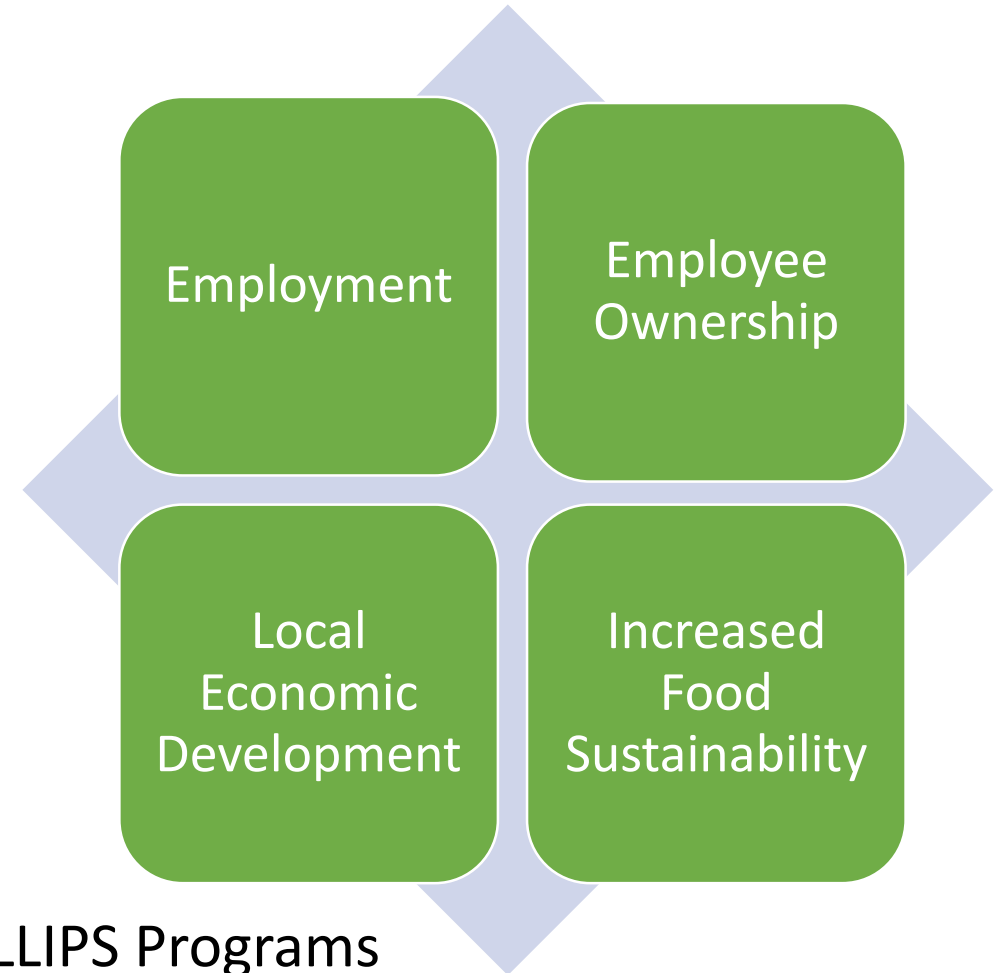 Employment
Employee
Ownership
Local
Economic
Development
Increased
Food
Sustainability
LLIPS Programs